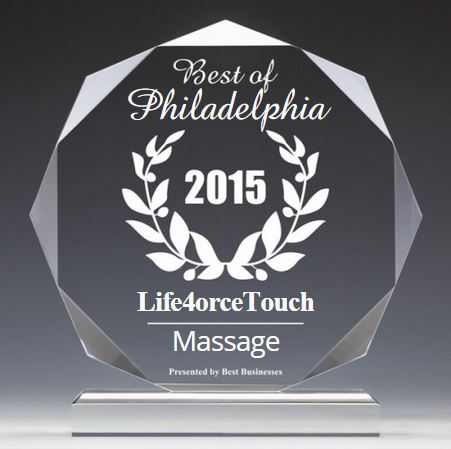 Best of
Philadelphia
2015
Life4orceTouch
Massage
Presented by Best Businesses